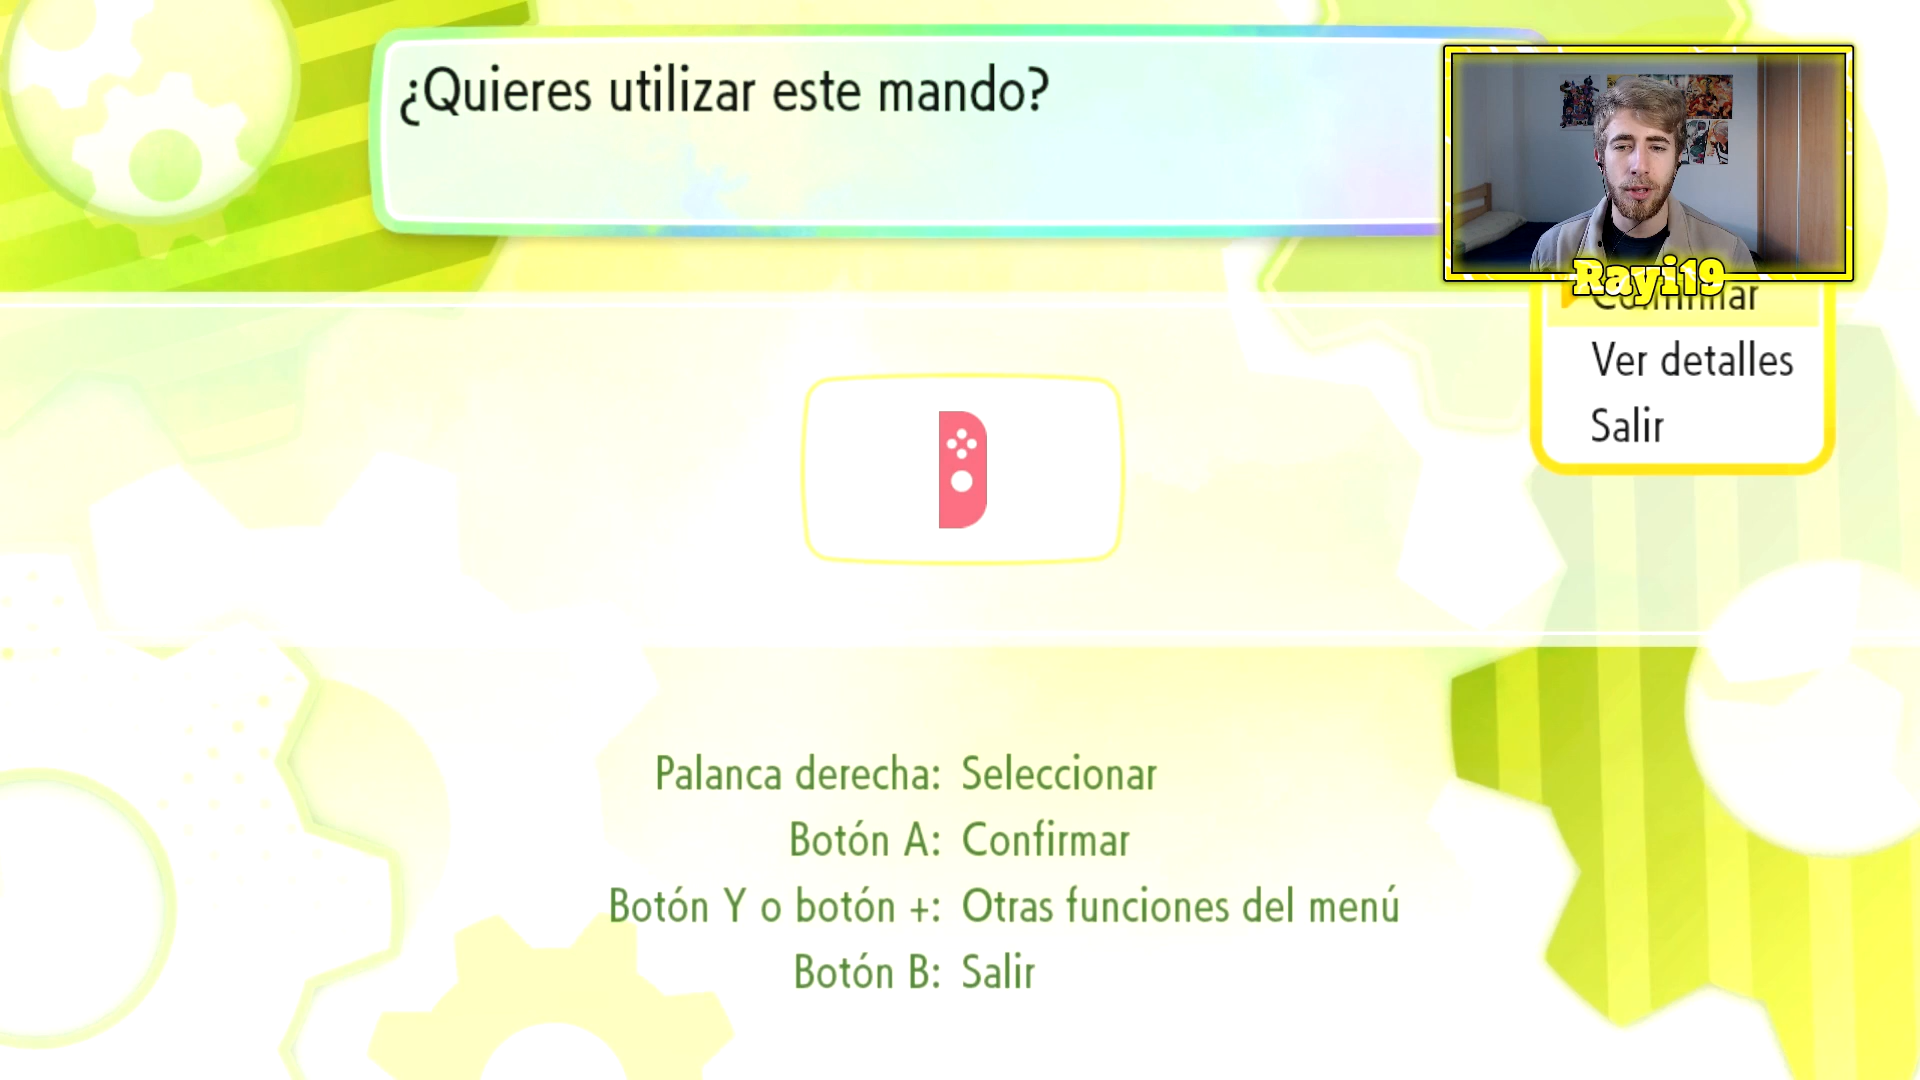 ¿Quieres utilizar este mando?
Rayi19
Confirmar
Ver detalles
Salir
Palanca derecha: Seleccionar
Botón A: Confirmar
Botón Y o botón +: Otras funciones del menú
Botón B: Salir